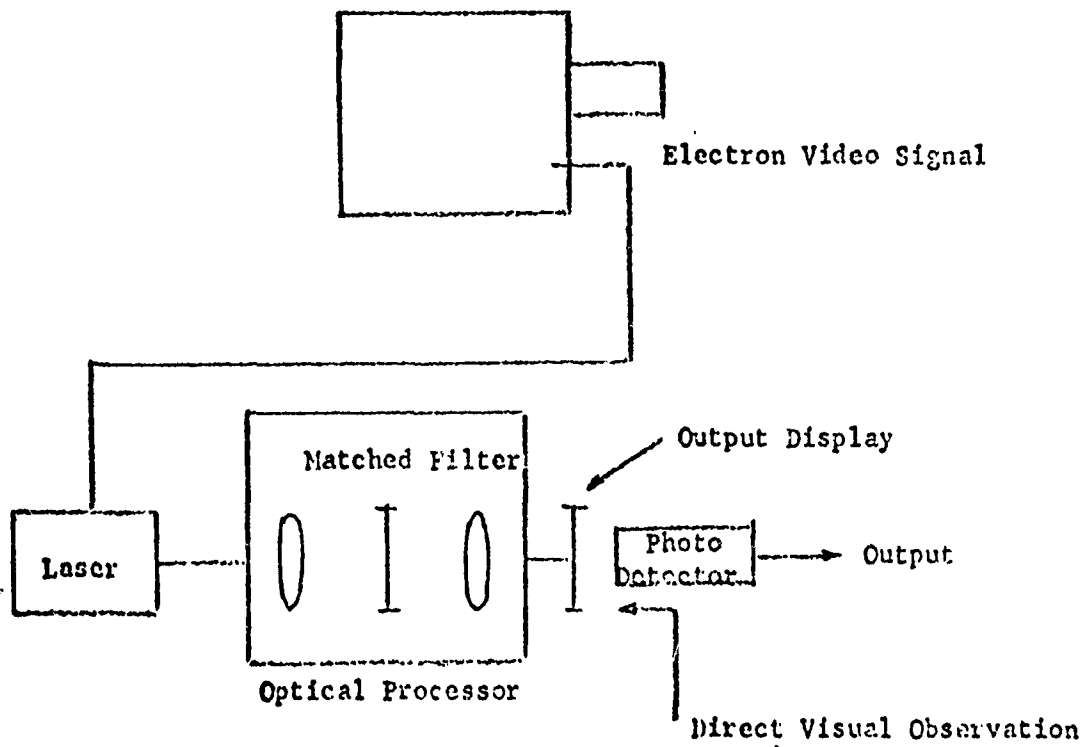 Electron Video Signal
Output Display
Matched Filter
Laser
Photo
Detector
Output
Optical Processor
Direct Visual Observation